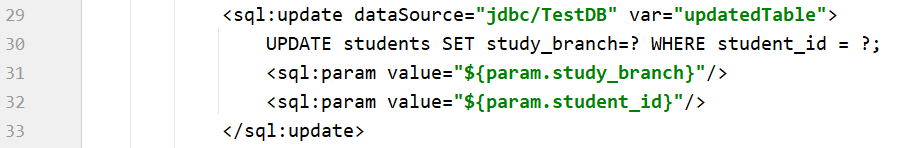 29 <sql:update dataSource="jdbc/TestDB" var="updatedTable">
30 UPDATE students SET study_branch=? WHERE student_id = ?;
31 <sql:param value="${param.study_branch}"/>
32 <sql:param value="${param.student_id}"/>
33 </sql:update>